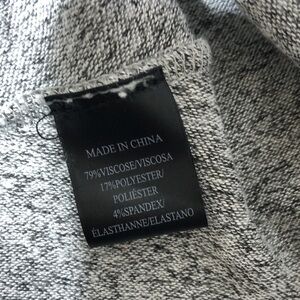 MADE IN CHINA
79%VISCOSE/VISCOSA
17%POLYESTER/
POLIÉSTER
4%SPANDEX/
ÉLASTHANNE/ELASTANO